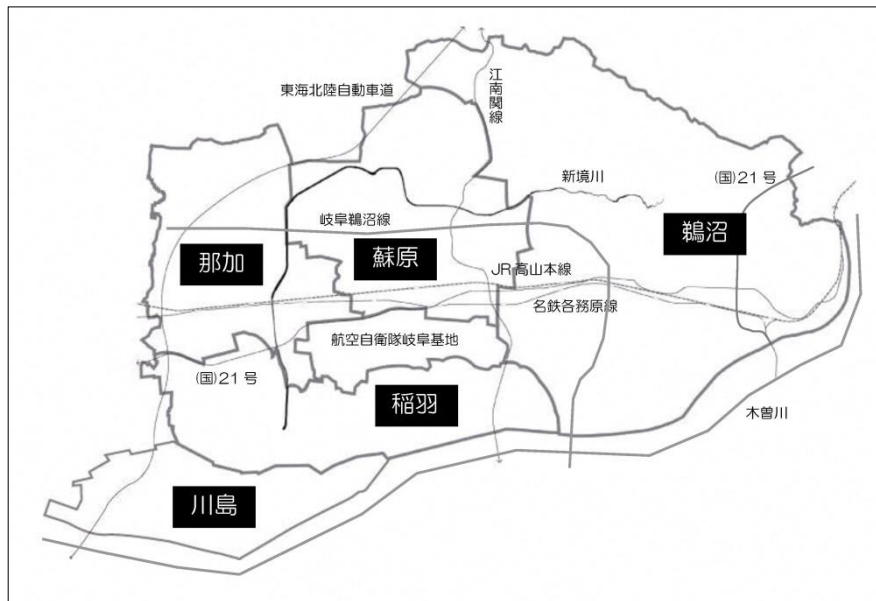 東海北陸自動車道
江南関線
新境川
(国)21号
岐阜鵜沼線
鵜沼
那加
蘇原
JR高山本線
名鉄各務原線
航空自衛隊岐阜基地
(国)21号
稲羽
木曽川
川島